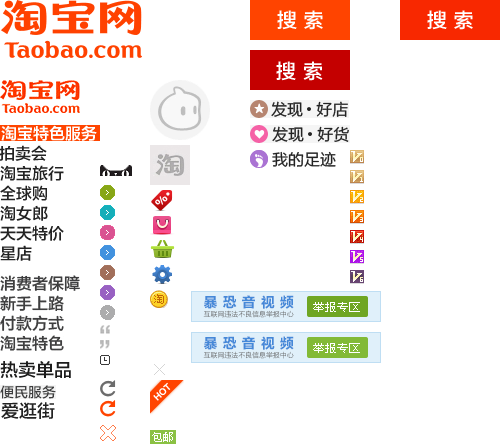 淘宝网
Taobao.com
搜 索
搜 索
搜 索
淘宝网
Taobao.com
发现·好店
淘宝特色服务
发现·好货
拍卖会
淘
我的足迹
淘宝旅行
全球购
%
淘女郎
天天特价
星店
消费者保障
新手上路
淘
暴恐音视频
举报专区
互联网违法不良信息举报中心
付款方式
淘宝特色
暴恐音视频
举报专区
互联网违法不良信息举报中心
热卖单品
便民服务
HOT
爱逛街
包邮